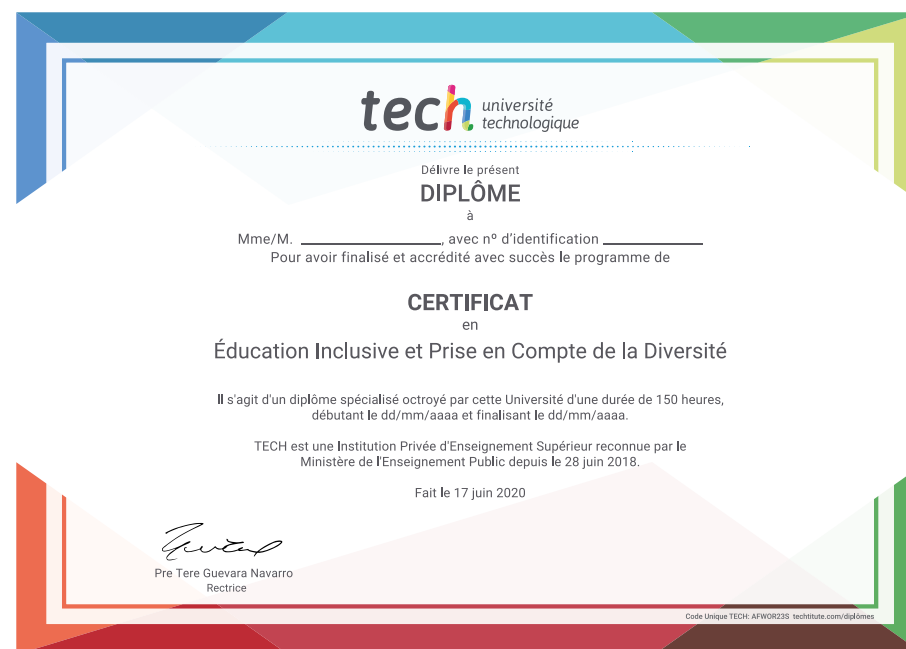 tech université
technologique
Délivre le présent
DIPLÔME
à
Mme/M. ____________________, avec nº d'identification ______________
Pour avoir finalisé et accrédité avec succès le programme de
CERTIFICAT
en
Éducation Inclusive et Prise en Compte de la Diversité
Il s'agit d'un diplôme spécialisé octroyé par cette Université d'une durée de 150 heures,
débutant le dd/mm/aaaa et finalisant le dd/mm/aaaa.
TECH est une Institution Privée d'Enseignement Supérieur reconnue par le
Ministère de l'Enseignement Public depuis le 28 juin 2018.
Fait le 17 juin 2020
Pre Tere Guevara Navarro
Rectrice
Code Unique TECH: AFWOR23S techtitute.com/diplômes